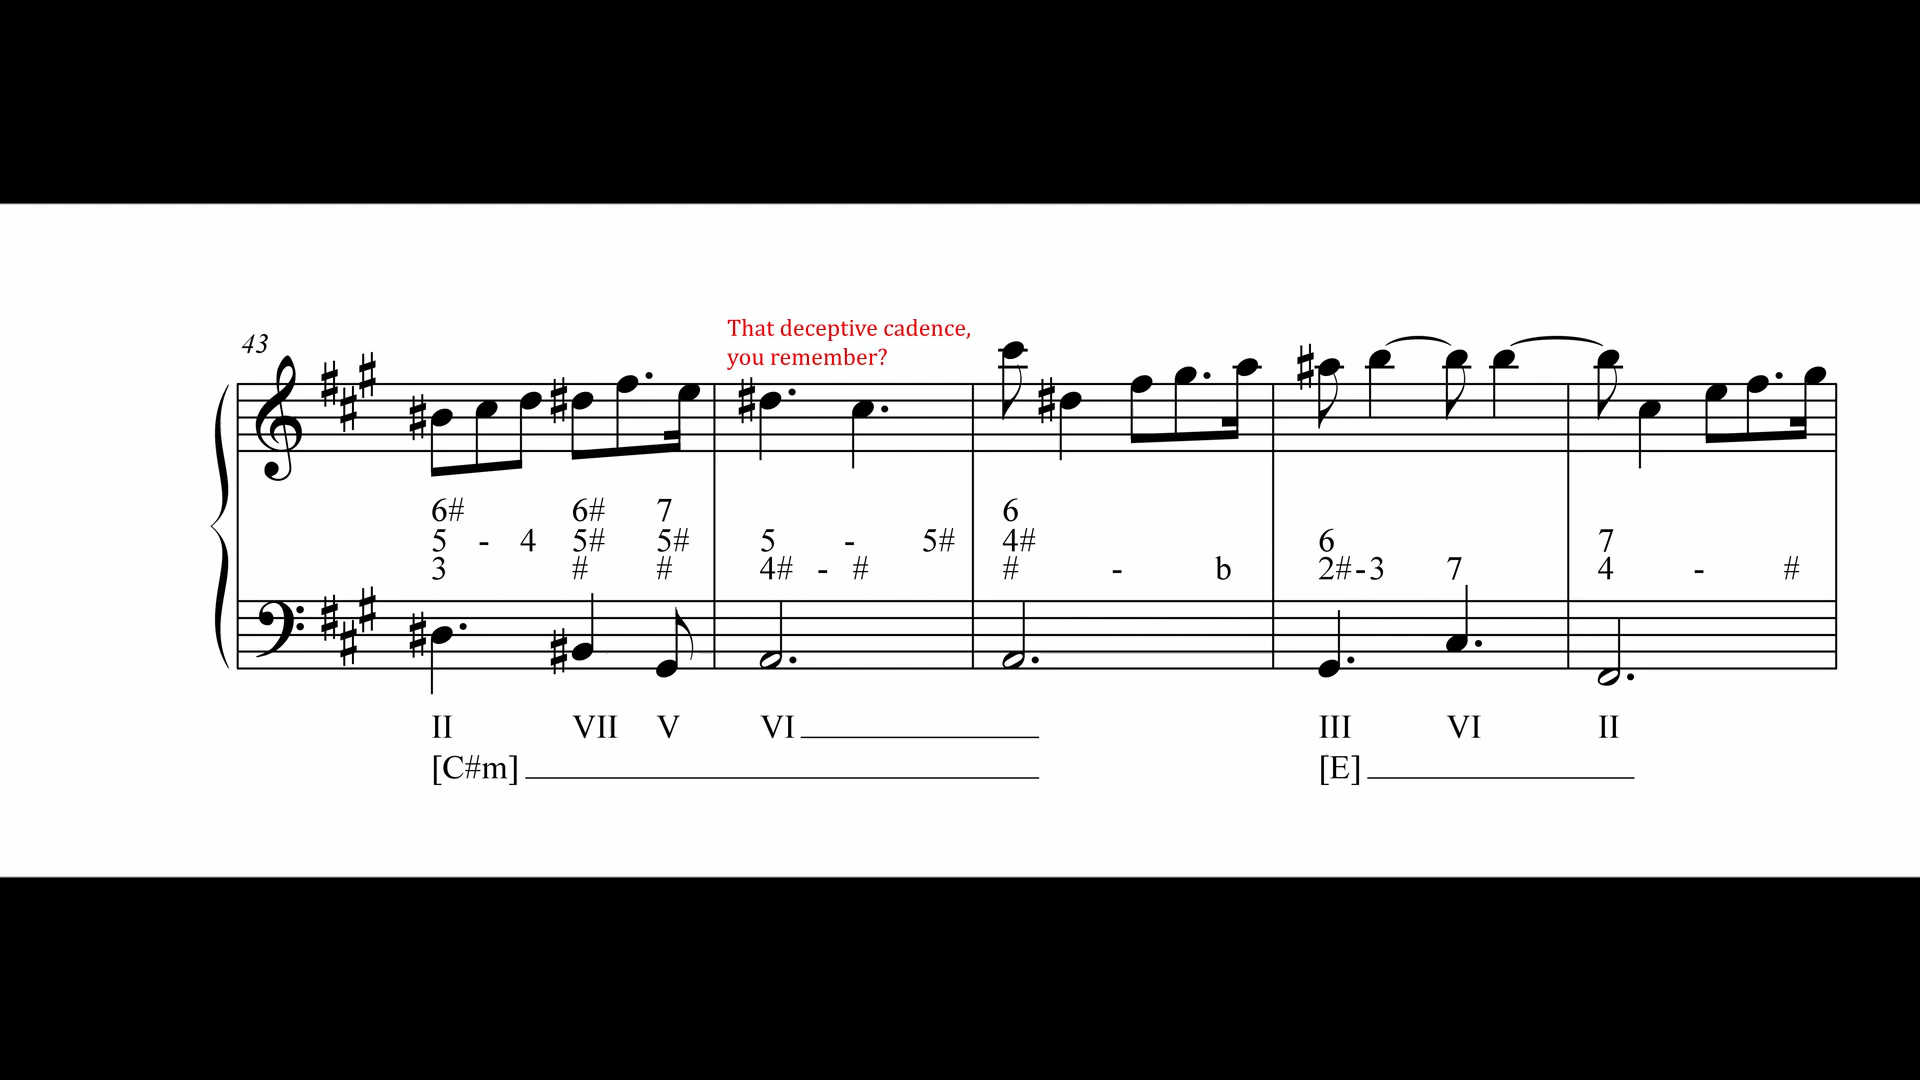 43
That deceptive cadence,
you remember?
6# 6# 7 6
5 - 4 5# 5# 5 - 5# 4# 6 7
3 # # 4# - # # - b 2#-3 7 4 - #
II VII V VI III VI II
[C#m] [E]